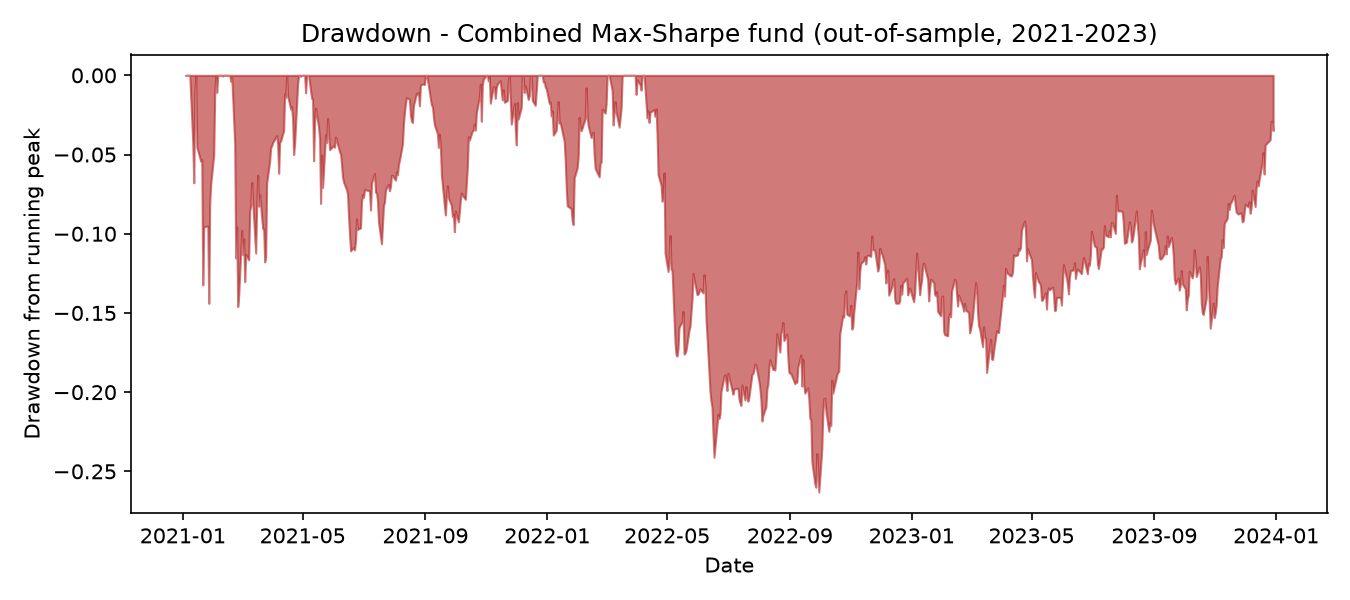 Drawdown - Combined Max-Sharpe fund (out-of-sample, 2021-2023)
Drawdown from running peak
0.00
−0.05
−0.10
−0.15
−0.20
−0.25
2021-01 2021-05 2021-09 2022-01 2022-05 2022-09 2023-01 2023-05 2023-09 2024-01
Date